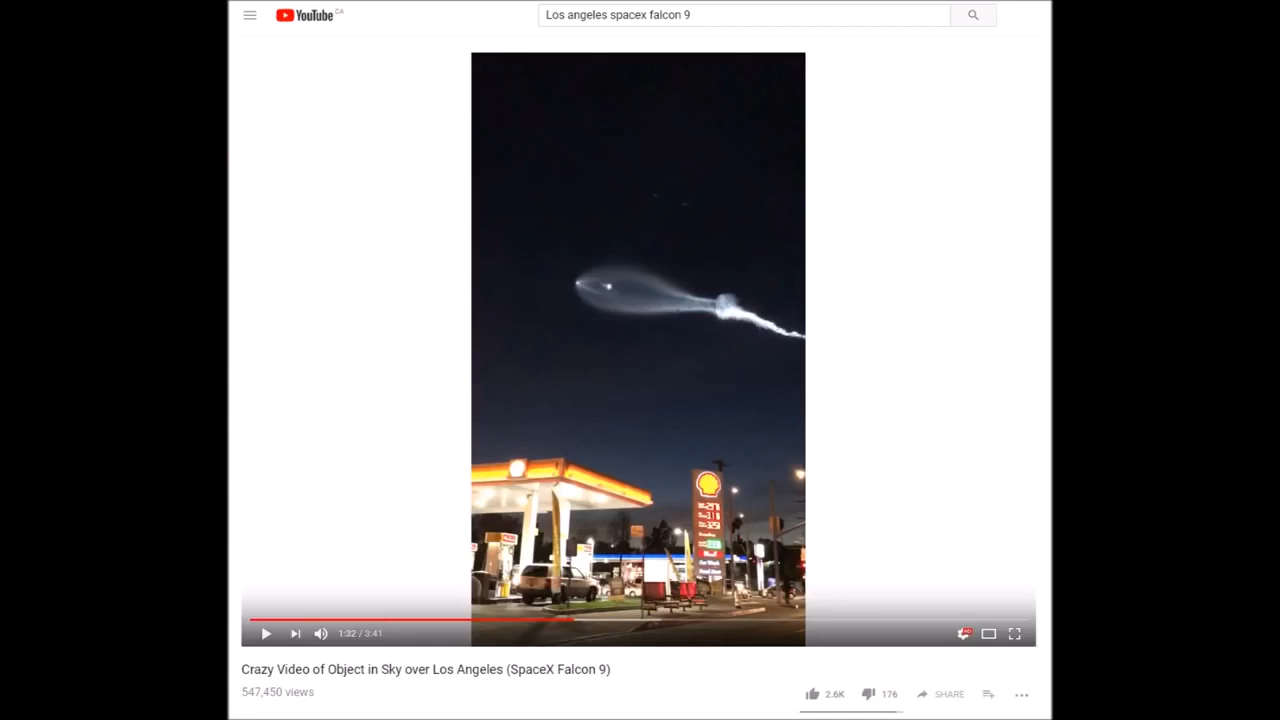 YouTube CA
Los angeles spacex falcon 9
1:32 / 3:41
HD
Crazy Video of Object in Sky over Los Angeles (SpaceX Falcon 9)
547,450 views
2.6K
176
SHARE